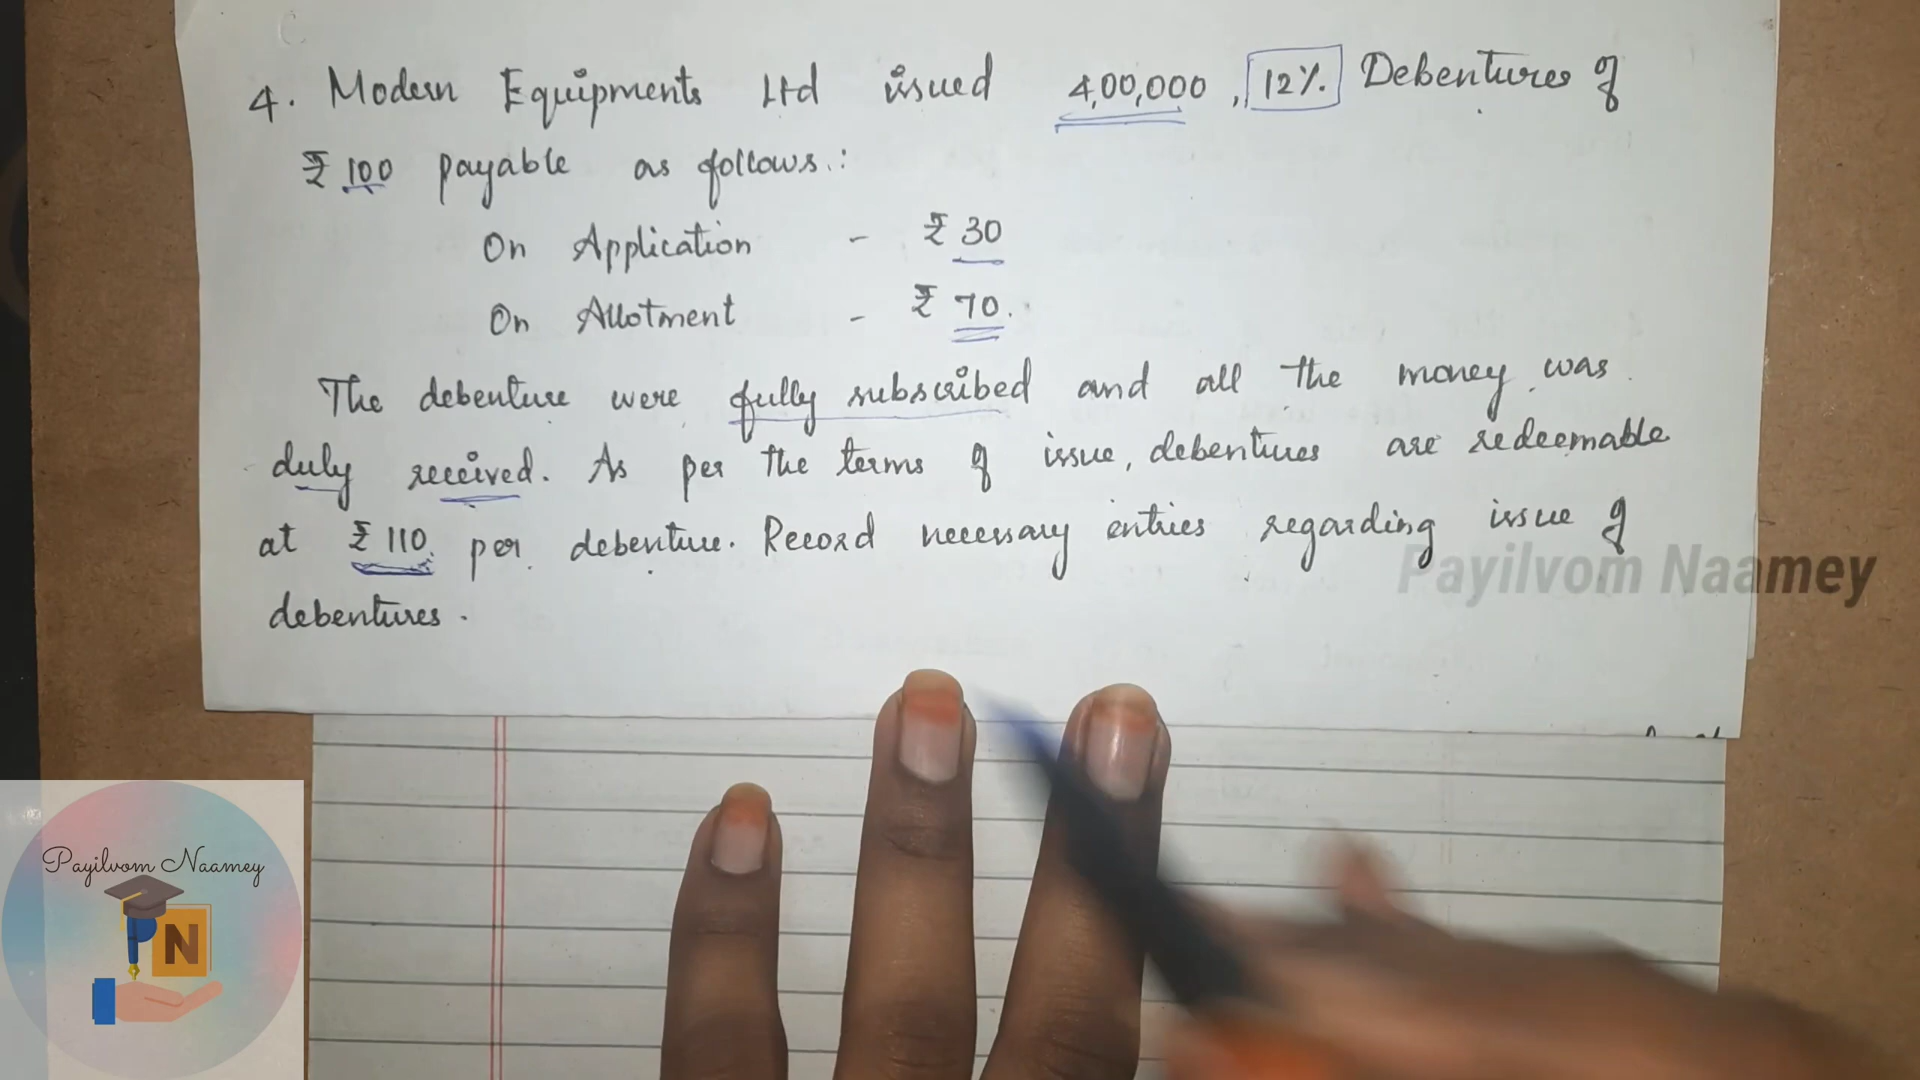 4. Modern Equipments Ltd issued 4,00,000, 12% Debentures of
₹ 100 payable as follows:
On Application - ₹ 30
On Allotment - ₹ 70.
The debenture were fully subscribed and all the money was
duly received. As per the terms of issue, debentures are redeemable
at ₹ 110 per debenture. Record necessary entries regarding issue of
debentures.
Payilvom Naamey
Payilvom Naamey
PN